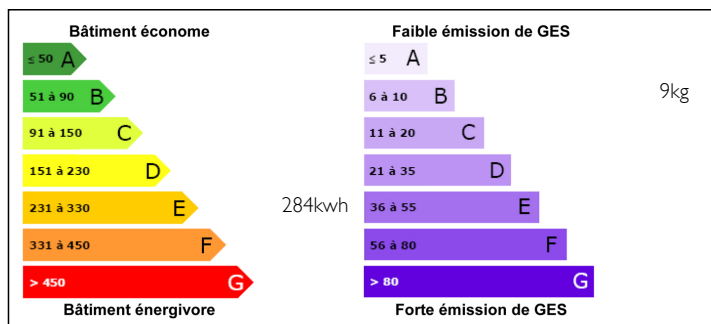 Bâtiment économe
≤ 50 A
51 à 90 B
91 à 150 C
151 à 230 D
231 à 330 E
284kwh
331 à 450 F
> 450 G
Bâtiment énergivore
Faible émission de GES
≤ 5 A
6 à 10 B
9kg
11 à 20 C
21 à 35 D
36 à 55 E
56 à 80 F
> 80 G
Forte émission de GES